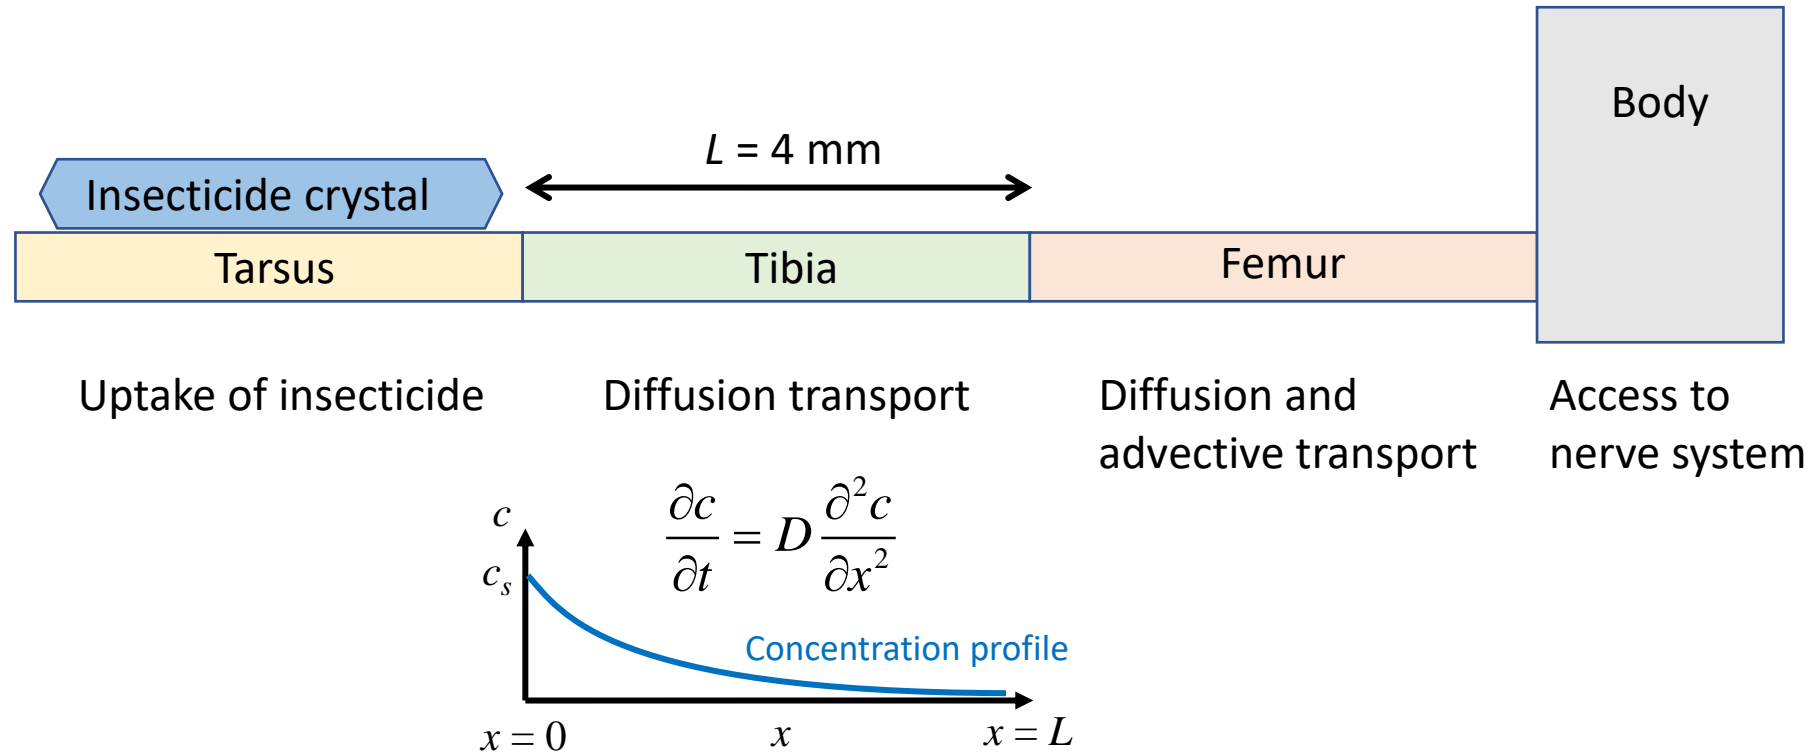 Body
L = 4 mm
Insecticide crystal
Tarsus
Tibia
Femur
Uptake of insecticide
Diffusion transport
Diffusion and
advective transport
Access to
nerve system
∂c/∂t = D ∂²c/∂x²
c
c_s
Concentration profile
x = 0
x
x = L